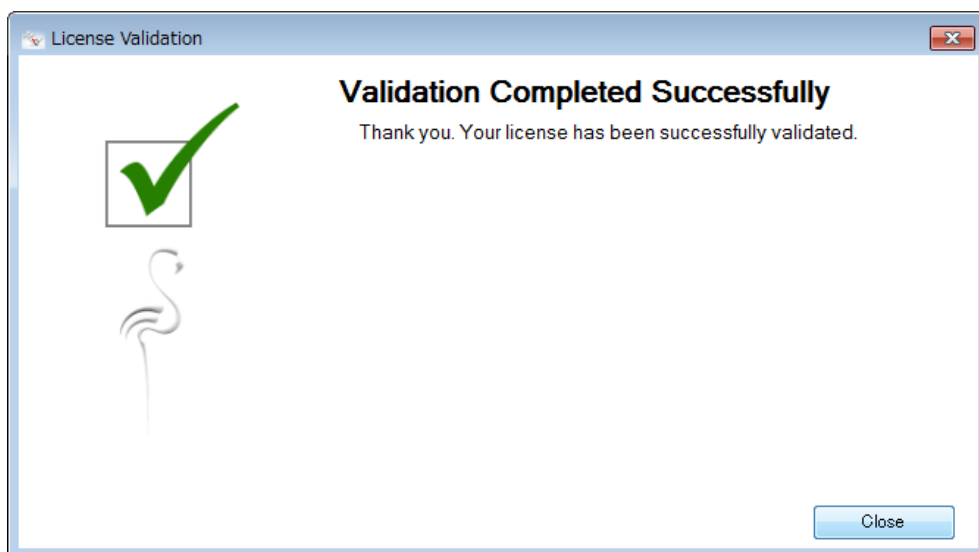 License Validation
Validation Completed Successfully
Thank you. Your license has been successfully validated.
Close